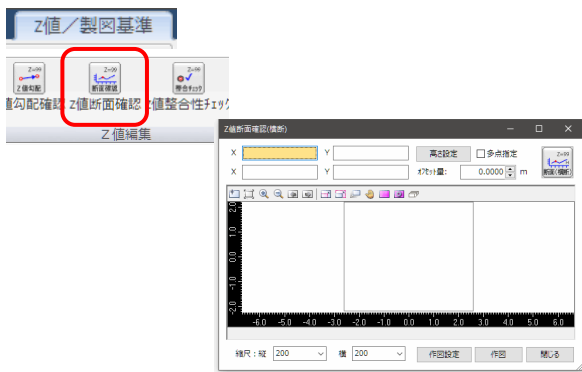 Z値／製図基準
Z=99 Z=99 Z=99
Z値勾配 断面確認 整合チェック
値勾配確認 Z値断面確認 Z値整合性チェック
Z値編集
Z値断面確認(横断)
X Y 高さ設定 多点指定 Z=99
X Y オフセット量: 0.0000 m 断面(横断)
2.0
1.0
0.0
-1.0
-2.0
-6.0 -5.0 -4.0 -3.0 -2.0 -1.0 0.0 1.0 2.0 3.0 4.0 5.0 6.0
縮尺：縦 200 横 200 作図設定 作図 閉じる